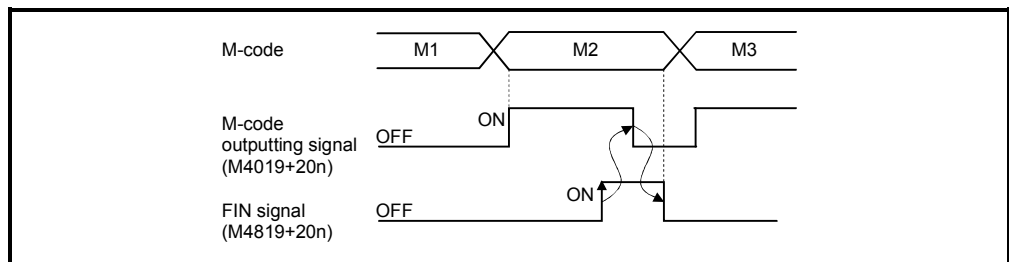 M-code
M1
M2
M3
M-code
outputting signal
(M4019+20n)
OFF
ON
FIN signal
(M4819+20n)
OFF
ON